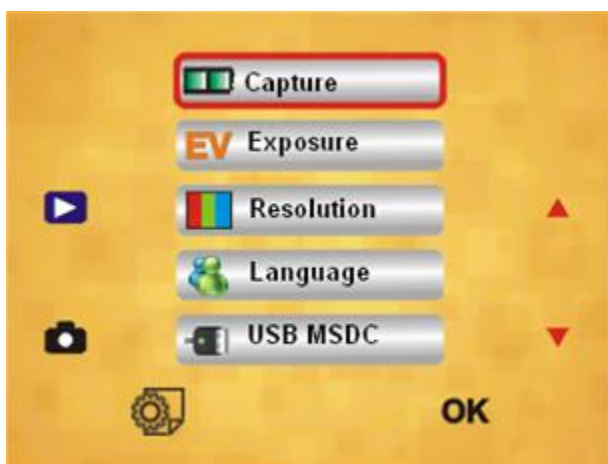 Capture
EV Exposure
Resolution
Language
USB MSDC
OK